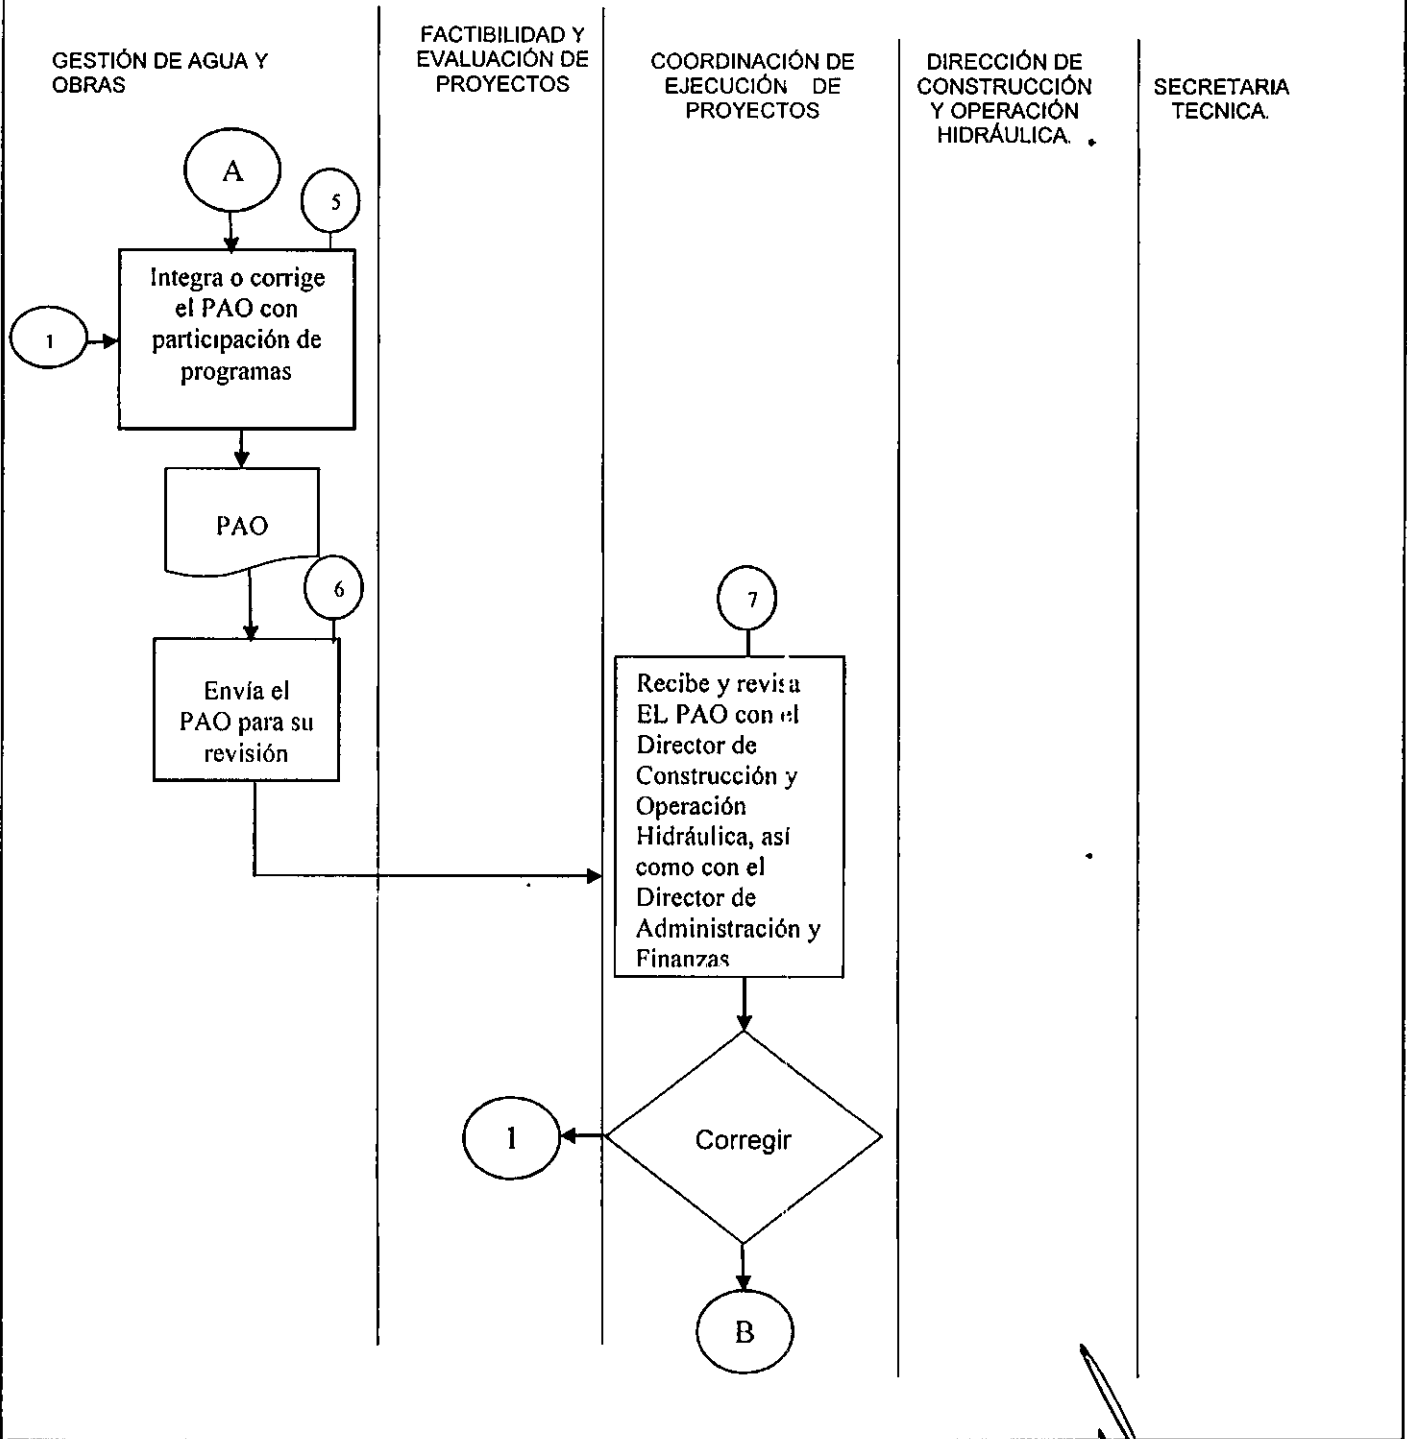 GESTIÓN DE AGUA Y
OBRAS
FACTIBILIDAD Y
EVALUACIÓN DE
PROYECTOS
COORDINACIÓN DE
EJECUCIÓN DE
PROYECTOS
DIRECCIÓN DE
CONSTRUCCIÓN
Y OPERACIÓN
HIDRÁULICA.
SECRETARIA
TECNICA.
A
5
Integra o corrige
el PAO con
participación de
programas
1
PAO
6
Envía el
PAO para su
revisión
7
Recibe y revisa
EL PAO con el
Director de
Construcción y
Operación
Hidráulica, así
como con el
Director de
Administración y
Finanzas
Corregir
1
B